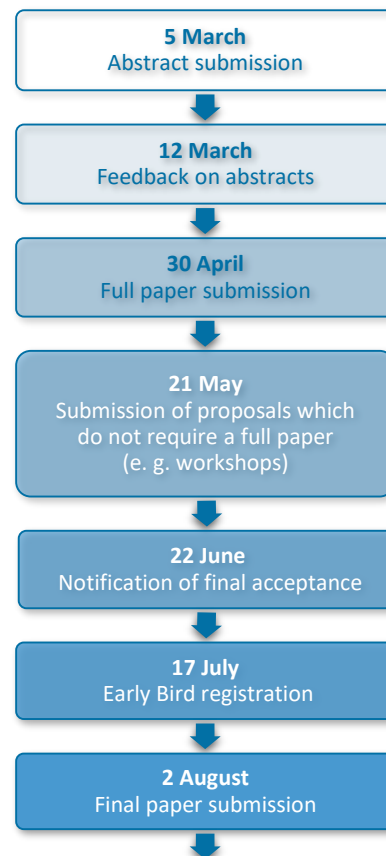 5 March
Abstract submission
12 March
Feedback on abstracts
30 April
Full paper submission
21 May
Submission of proposals which
do not require a full paper
(e. g. workshops)
22 June
Notification of final acceptance
17 July
Early Bird registration
2 August
Final paper submission